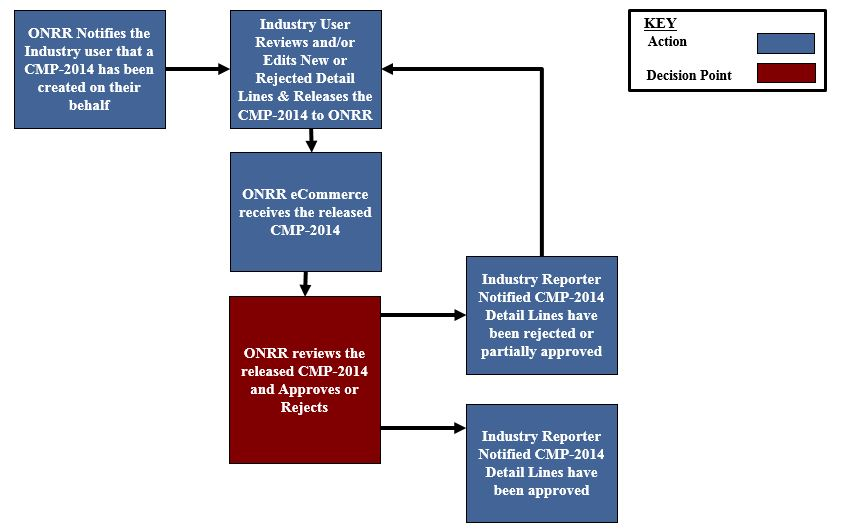 ONRR Notifies the
Industry user that a
CMP-2014 has been
created on their
behalf
Industry User
Reviews and/or
Edits New or
Rejected Detail
Lines & Releases the
CMP-2014 to ONRR
KEY
Action
Decision Point
ONRR eCommerce
receives the released
CMP-2014
ONRR reviews the
released CMP-2014
and Approves or
Rejects
Industry Reporter
Notified CMP-2014
Detail Lines have
been rejected or
partially approved
Industry Reporter
Notified CMP-2014
Detail Lines have
been approved